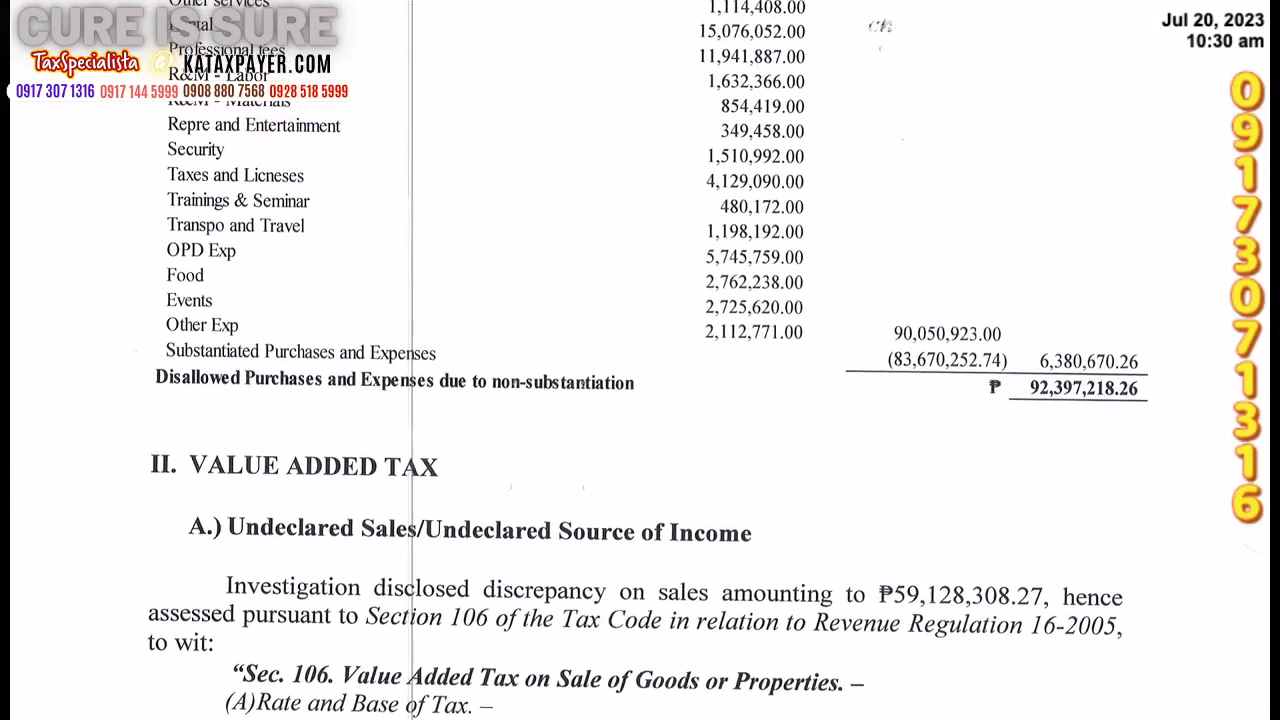 Other services 1,114,408.00
Rental 15,076,052.00
Professional fees 11,941,887.00
R&M - Labor 1,632,366.00
R&M - Materials 854,419.00
Repre and Entertainment 349,458.00
Security 1,510,992.00
Taxes and Licneses 4,129,090.00
Trainings & Seminar 480,172.00
Transpo and Travel 1,198,192.00
OPD Exp 5,745,759.00
Food 2,762,238.00
Events 2,725,620.00
Other Exp 2,112,771.00 90,050,923.00
Substantiated Purchases and Expenses (83,670,252.74) 6,380,670.26
Disallowed Purchases and Expenses due to non-substantiation ₱ 92,397,218.26
II. VALUE ADDED TAX
A.) Undeclared Sales/Undeclared Source of Income
Investigation disclosed discrepancy on sales amounting to ₱59,128,308.27, hence
assessed pursuant to Section 106 of the Tax Code in relation to Revenue Regulation 16-2005,
to wit:
“Sec. 106. Value Added Tax on Sale of Goods or Properties. –
(A)Rate and Base of Tax. –
CURE IS SURE
TaxSpecialista @ KATAXPAYER.COM
0917 307 1316 0917 144 5999 0908 880 7568 0928 518 5999
Jul 20, 2023
10:30 am
09173071316